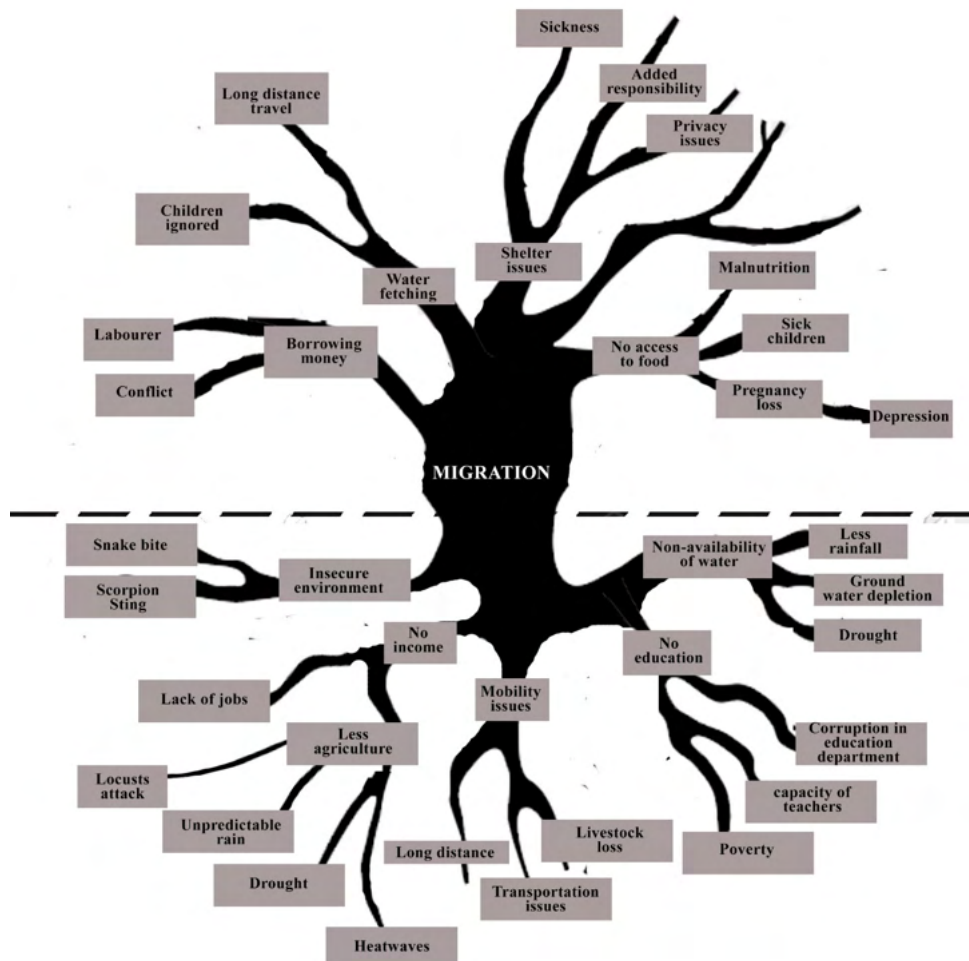 Sickness
Added
responsibility
Long distance
travel
Privacy
issues
Children
ignored
Shelter
issues
Water
fetching
Malnutrition
Labourer
Borrowing
money
No access
to food
Sick
children
Conflict
Pregnancy
loss
Depression
MIGRATION
Snake bite
Scorpion
Sting
Insecure
environment
Non-availability
of water
Less
rainfall
Ground
water depletion
Drought
No
income
No
education
Lack of jobs
Mobility
issues
Less
agriculture
Corruption in
education
department
Locusts
attack
capacity of
teachers
Unpredictable
rain
Long distance
Livestock
loss
Poverty
Drought
Transportation
issues
Heatwaves